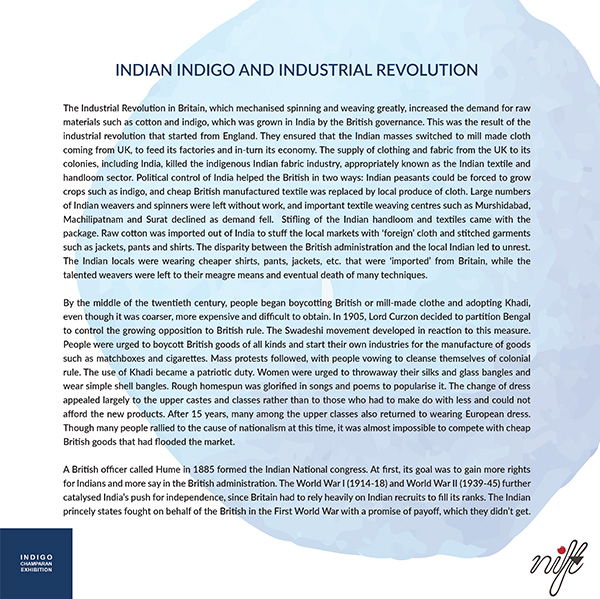 INDIAN INDIGO AND INDUSTRIAL REVOLUTION
The Industrial Revolution in Britain, which mechanised spinning and weaving greatly, increased the demand for raw
materials such as cotton and indigo, which was grown in India by the British governance. This was the result of the
industrial revolution that started from England. They ensured that the Indian masses switched to mill made cloth
coming from UK, to feed its factories and in-turn its economy. The supply of clothing and fabric from the UK to its
colonies, including India, killed the indigenous Indian fabric industry, appropriately known as the Indian textile and
handloom sector. Political control of India helped the British in two ways: Indian peasants could be forced to grow
crops such as indigo, and cheap British manufactured textile was replaced by local produce of cloth. Large numbers
of Indian weavers and spinners were left without work, and important textile weaving centres such as Murshidabad,
Machilipatnam and Surat declined as demand fell. Stifling of the Indian handloom and textiles came with the
package. Raw cotton was imported out of India to stuff the local markets with ‘foreign’ cloth and stitched garments
such as jackets, pants and shirts. The disparity between the British administration and the local Indian led to unrest.
The Indian locals were wearing cheaper shirts, pants, jackets, etc. that were ‘imported’ from Britain, while the
talented weavers were left to their meagre means and eventual death of many techniques.
By the middle of the twentieth century, people began boycotting British or mill-made clothe and adopting Khadi,
even though it was coarser, more expensive and difficult to obtain. In 1905, Lord Curzon decided to partition Bengal
to control the growing opposition to British rule. The Swadeshi movement developed in reaction to this measure.
People were urged to boycott British goods of all kinds and start their own industries for the manufacture of goods
such as matchboxes and cigarettes. Mass protests followed, with people vowing to cleanse themselves of colonial
rule. The use of Khadi became a patriotic duty. Women were urged to throwaway their silks and glass bangles and
wear simple shell bangles. Rough homespun was glorified in songs and poems to popularise it. The change of dress
appealed largely to the upper castes and classes rather than to those who had to make do with less and could not
afford the new products. After 15 years, many among the upper classes also returned to wearing European dress.
Though many people rallied to the cause of nationalism at this time, it was almost impossible to compete with cheap
British goods that had flooded the market.
A British officer called Hume in 1885 formed the Indian National congress. At first, its goal was to gain more rights
for Indians and more say in the British administration. The World War I (1914-18) and World War II (1939-45) further
catalysed India’s push for independence, since Britain had to rely heavily on Indian recruits to fill its ranks. The Indian
princely states fought on behalf of the British in the First World War with a promise of payoff, which they didn’t get.
INDIGO
CHAMPARAN
EXHIBITION
nift